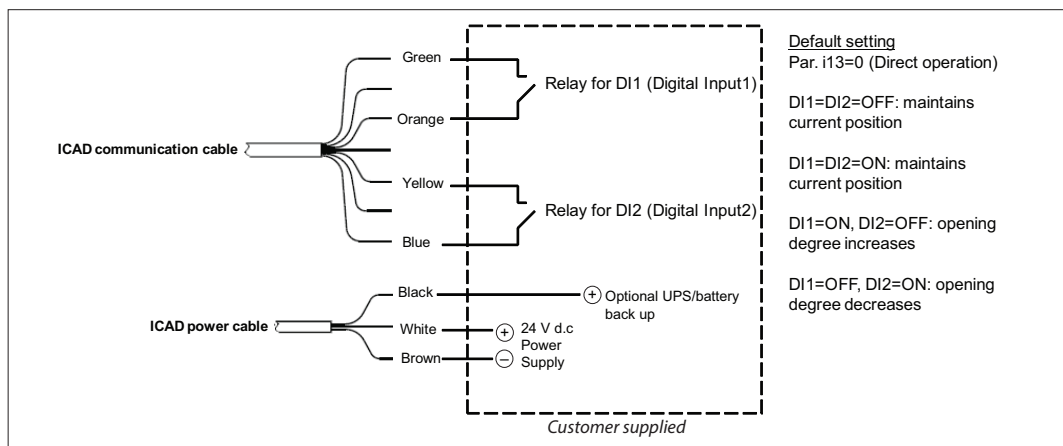 Green
Orange
ICAD communication cable
Yellow
Blue
Relay for DI1 (Digital Input1)
Relay for DI2 (Digital Input2)
Default setting
Par. i13=0 (Direct operation)
DI1=DI2=OFF: maintains
current position
DI1=DI2=ON: maintains
current position
DI1=ON, DI2=OFF: opening
degree increases
DI1=OFF, DI2=ON: opening
degree decreases
Black
ICAD power cable
White
Brown
+ Optional UPS/battery
back up
+ 24 V d.c
Power
− Supply
Customer supplied